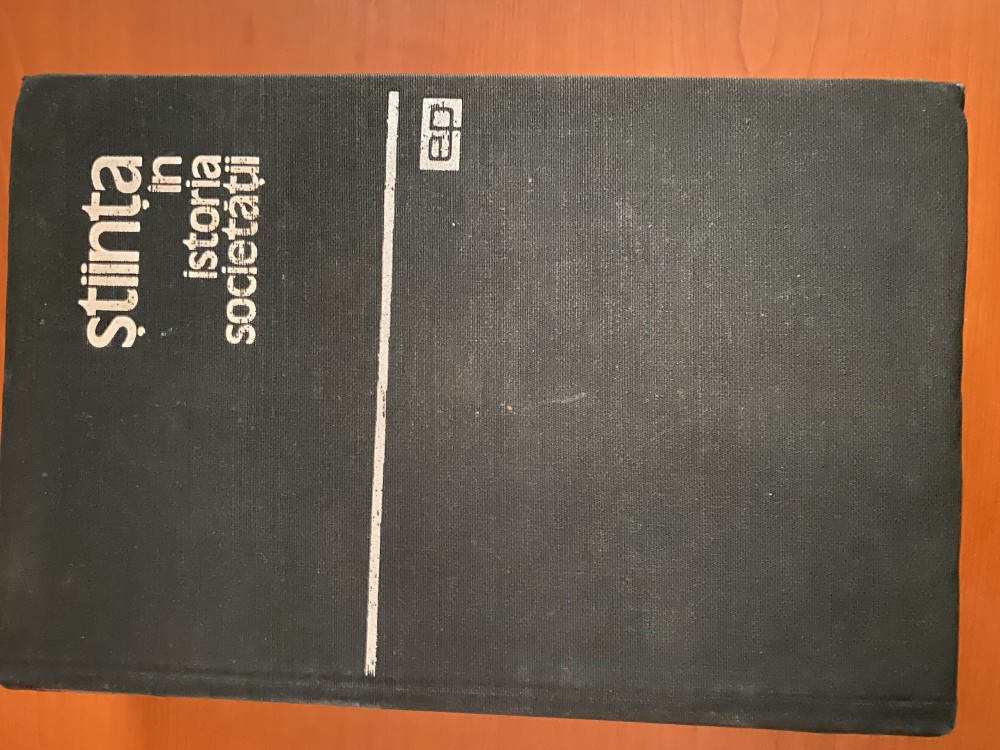 știința
în
istoria
societății
ep